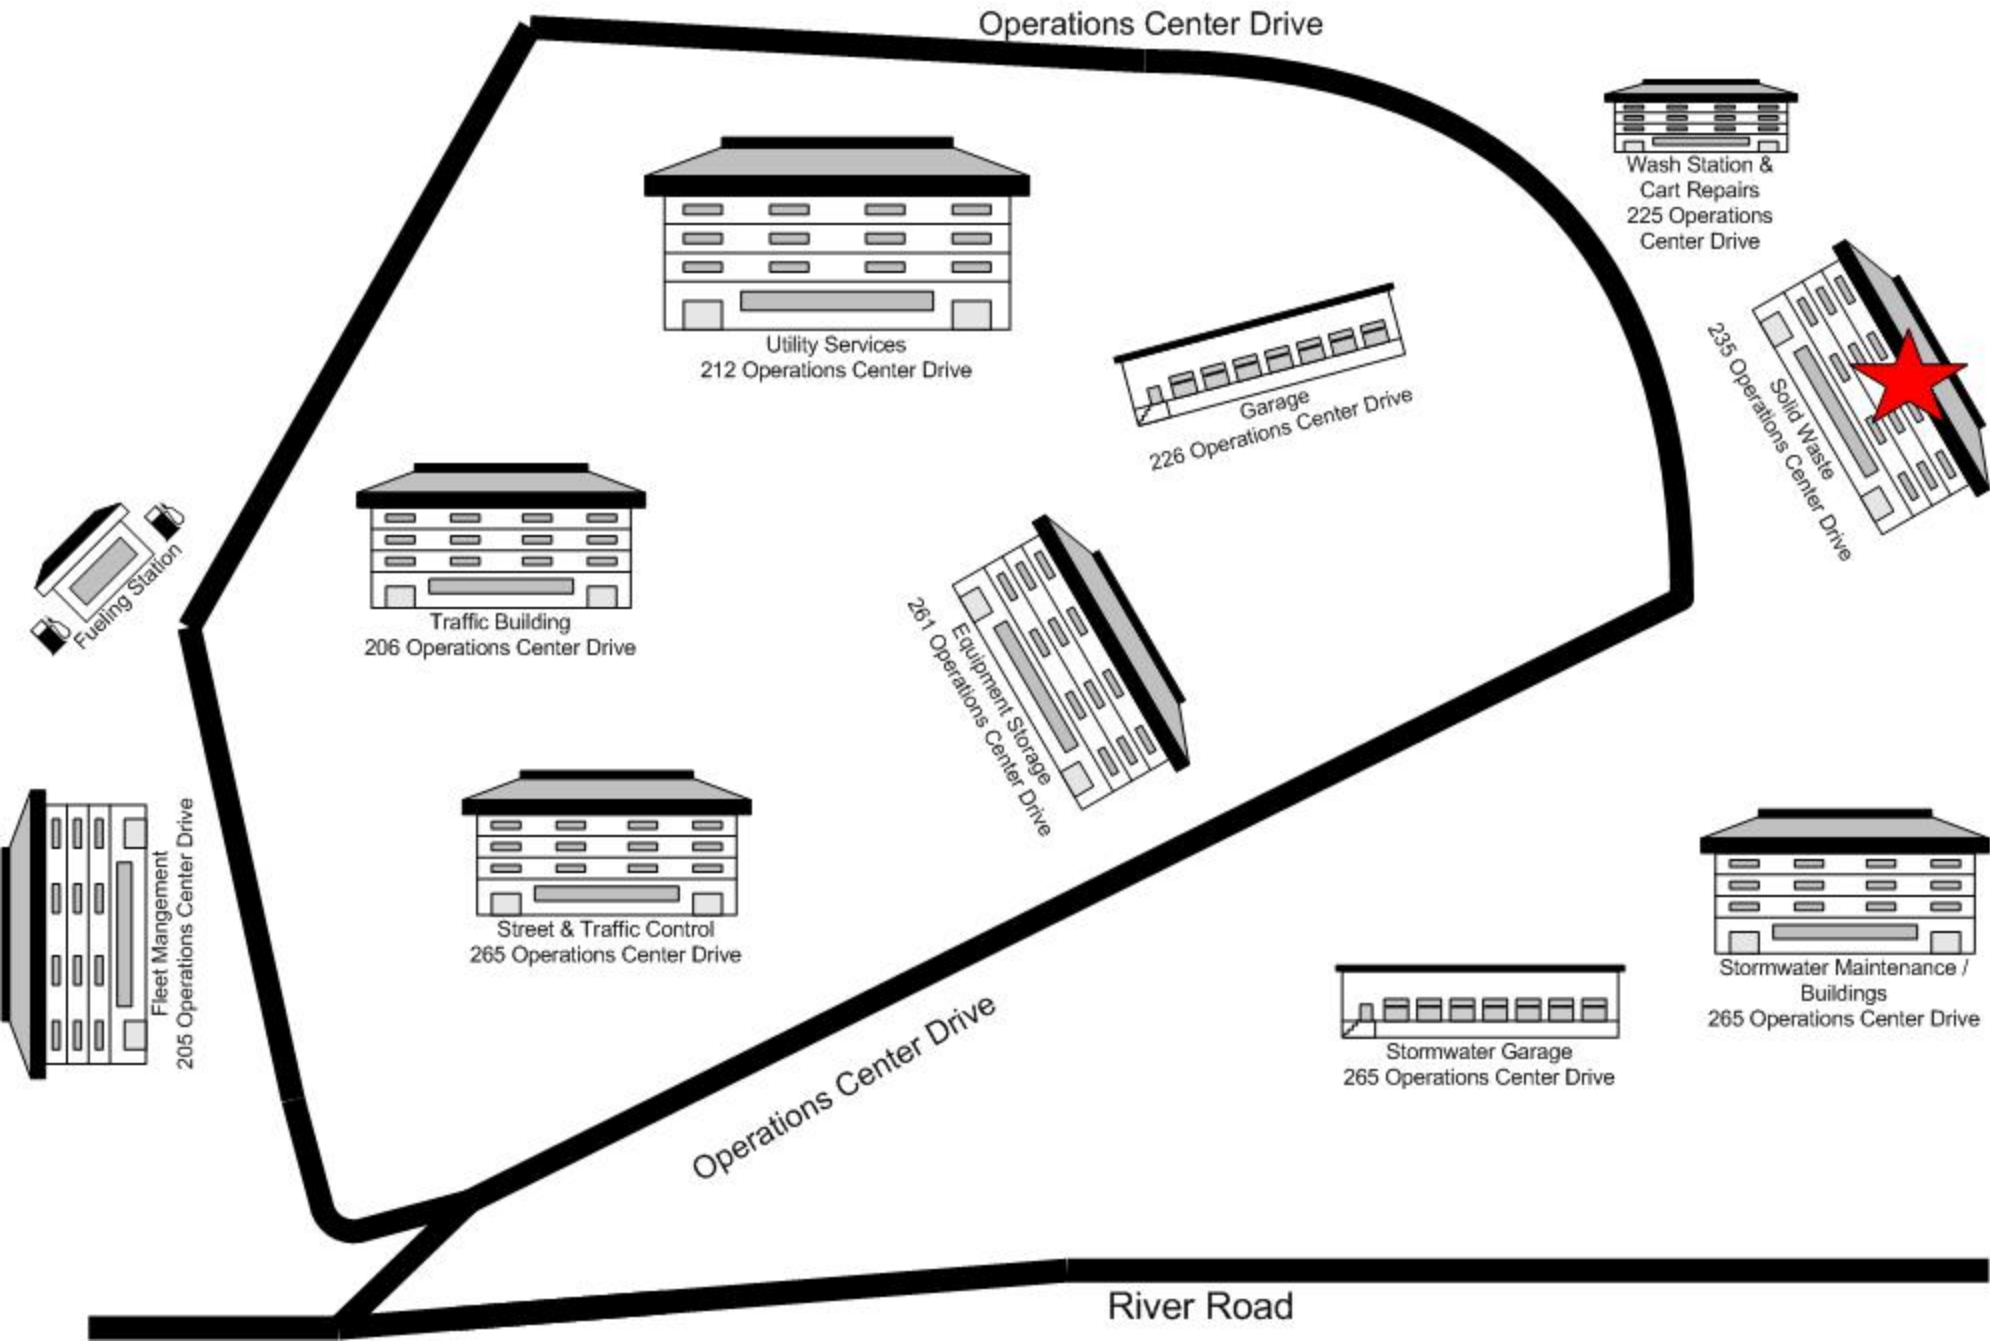 Operations Center Drive
Wash Station &
Cart Repairs
225 Operations
Center Drive
Utility Services
212 Operations Center Drive
Garage
226 Operations Center Drive
Solid Waste
235 Operations Center Drive
Fueling Station
Traffic Building
206 Operations Center Drive
Equipment Storage
261 Operations Center Drive
Fleet Mangement
205 Operations Center Drive
Street & Traffic Control
265 Operations Center Drive
Stormwater Maintenance /
Buildings
265 Operations Center Drive
Stormwater Garage
265 Operations Center Drive
Operations Center Drive
River Road